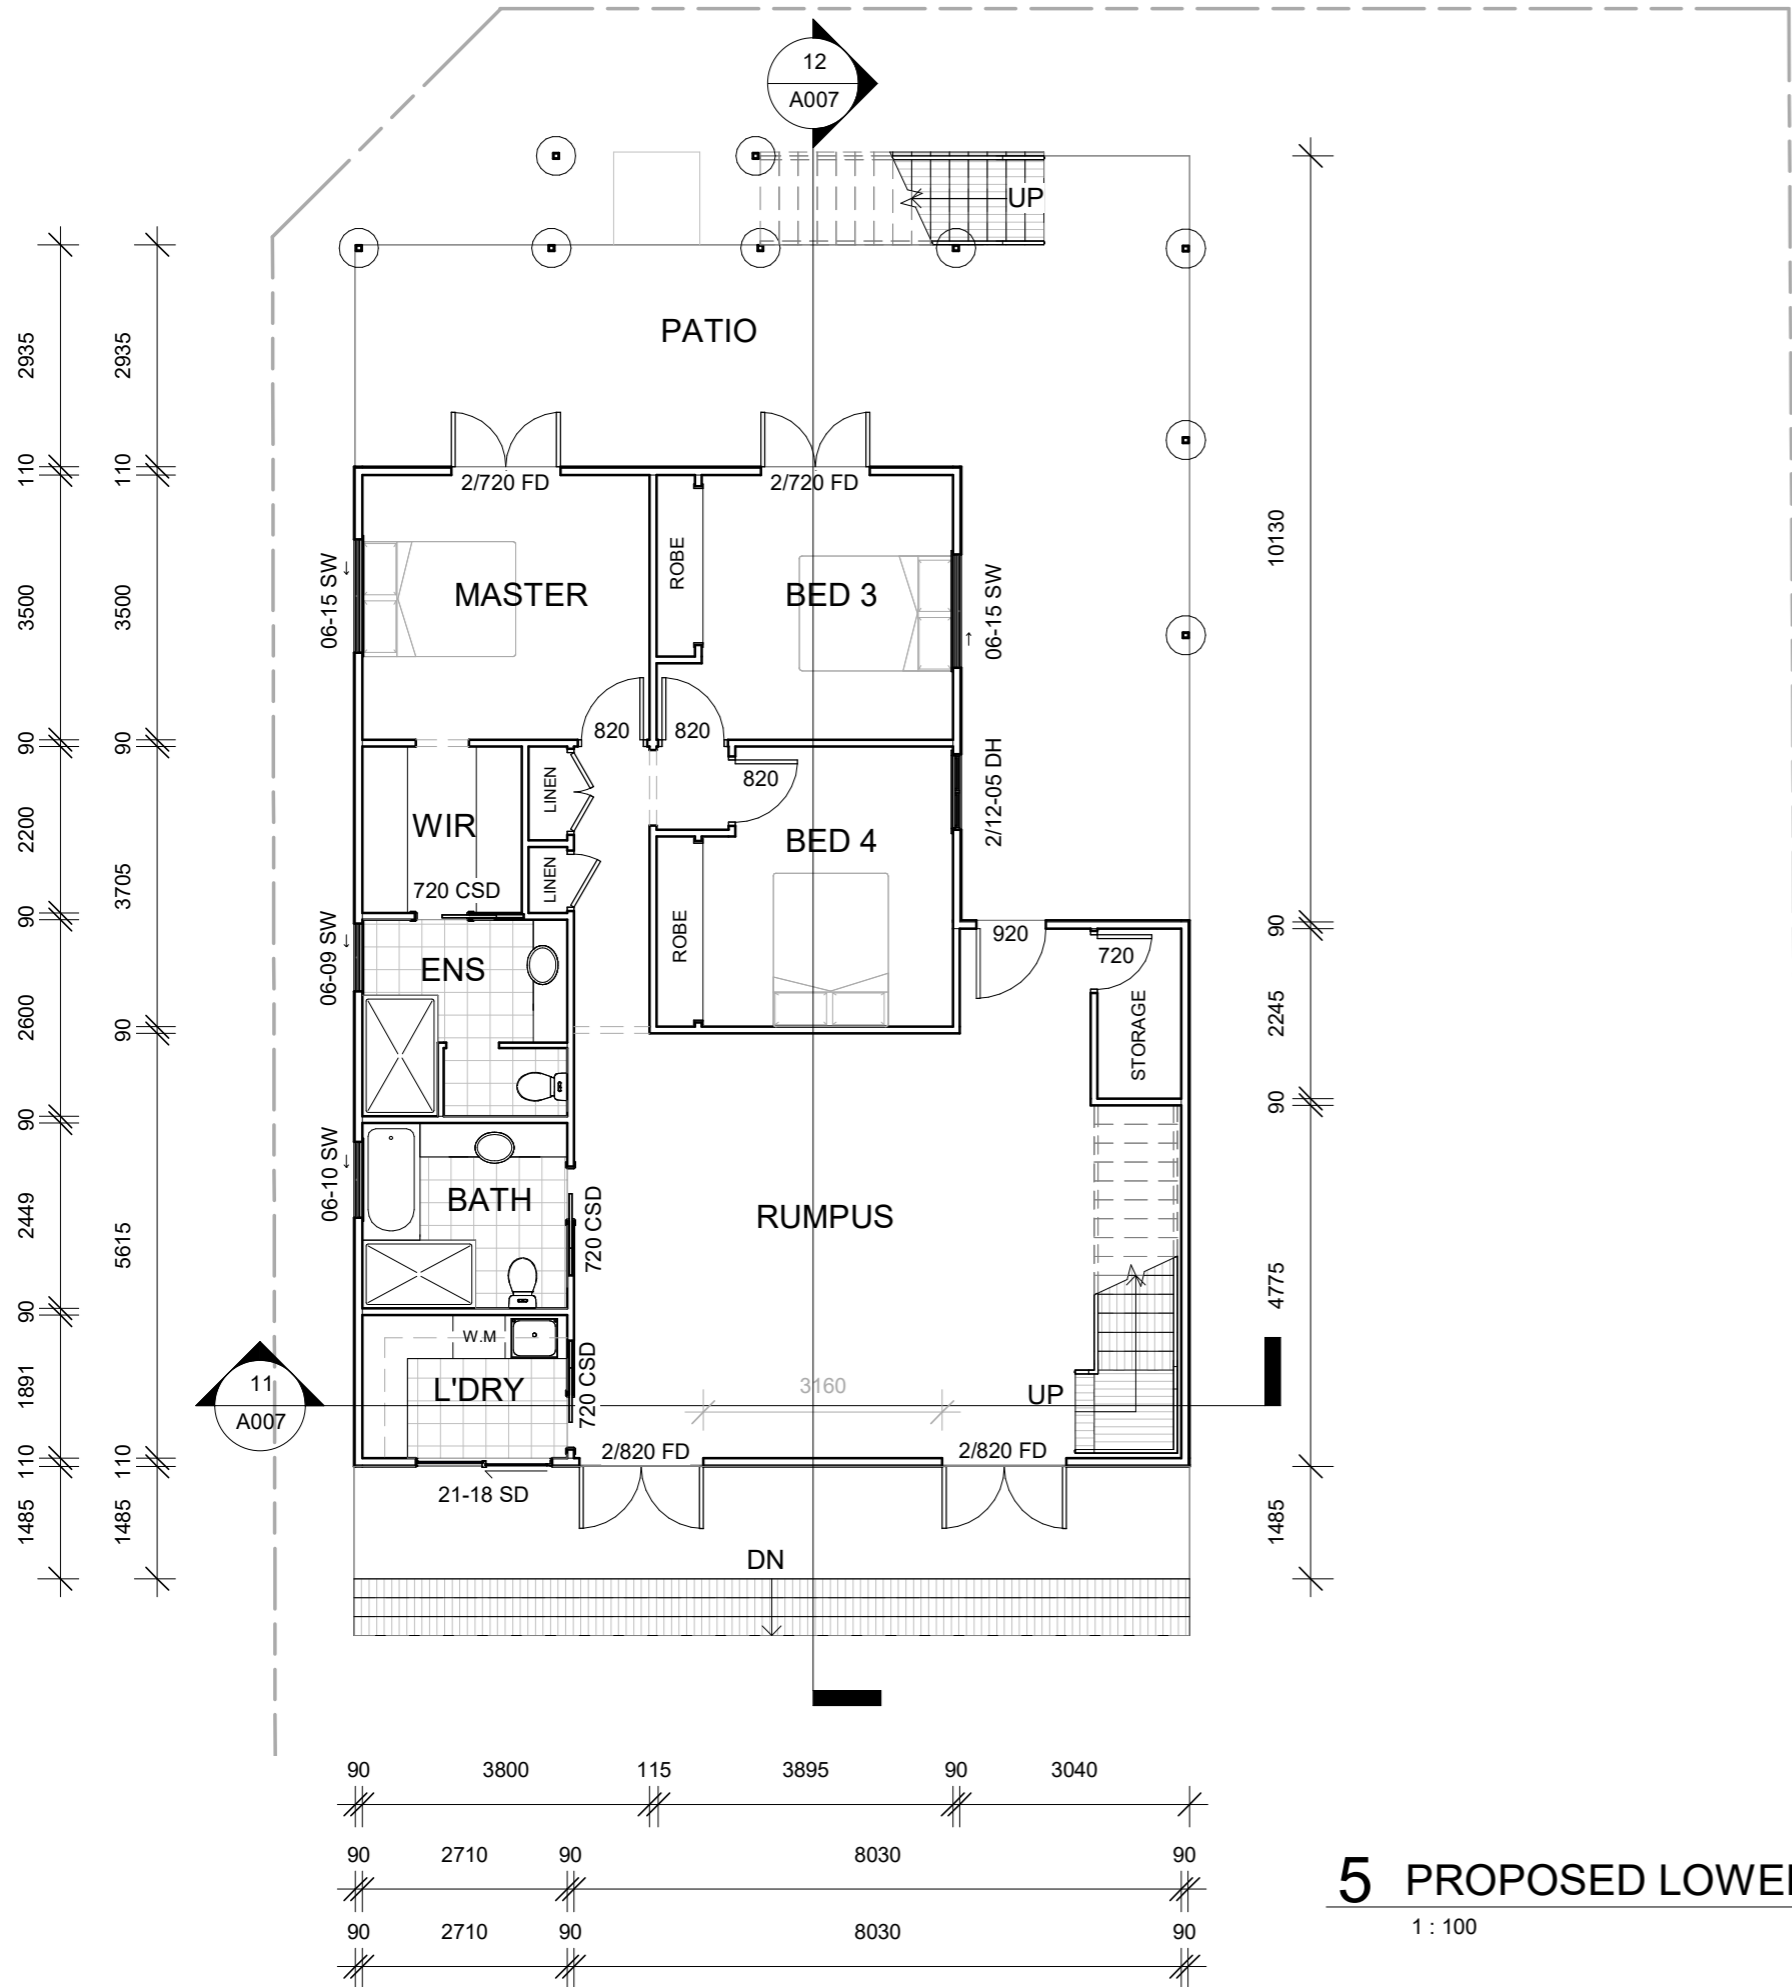 12
A007
UP
PATIO
2935
2935
110
110
2/720 FD
2/720 FD
10130
3500
3500
06-15 SW
MASTER
ROBE
BED 3
06-15 SW
820
820
90
90
820
2/12-05 DH
LINEN
WIR
2200
BED 4
3705
LINEN
720 CSD
90
90
920
720
06-09 SW
ENS
ROBE
2600
90
2245
STORAGE
90
90
06-10 SW
BATH
720 CSD
RUMPUS
2449
5615
4775
90
W.M
11
A007
L'DRY
720 CSD
3160
UP
1891
2/820 FD
2/820 FD
110
110
21-18 SD
1485
1485
1485
DN
90 3800 115 3895 90 3040
90 2710 90 8030 90
90 2710 90 8030 90
5 PROPOSED LOWE
1 : 100